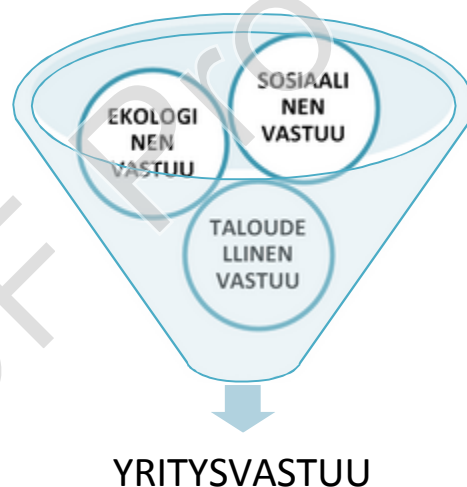 EKOLOGI
NEN
VASTUU
SOSIAALI
NEN
VASTUU
TALOUDE
LLINEN
VASTUU
YRITYSVASTUU